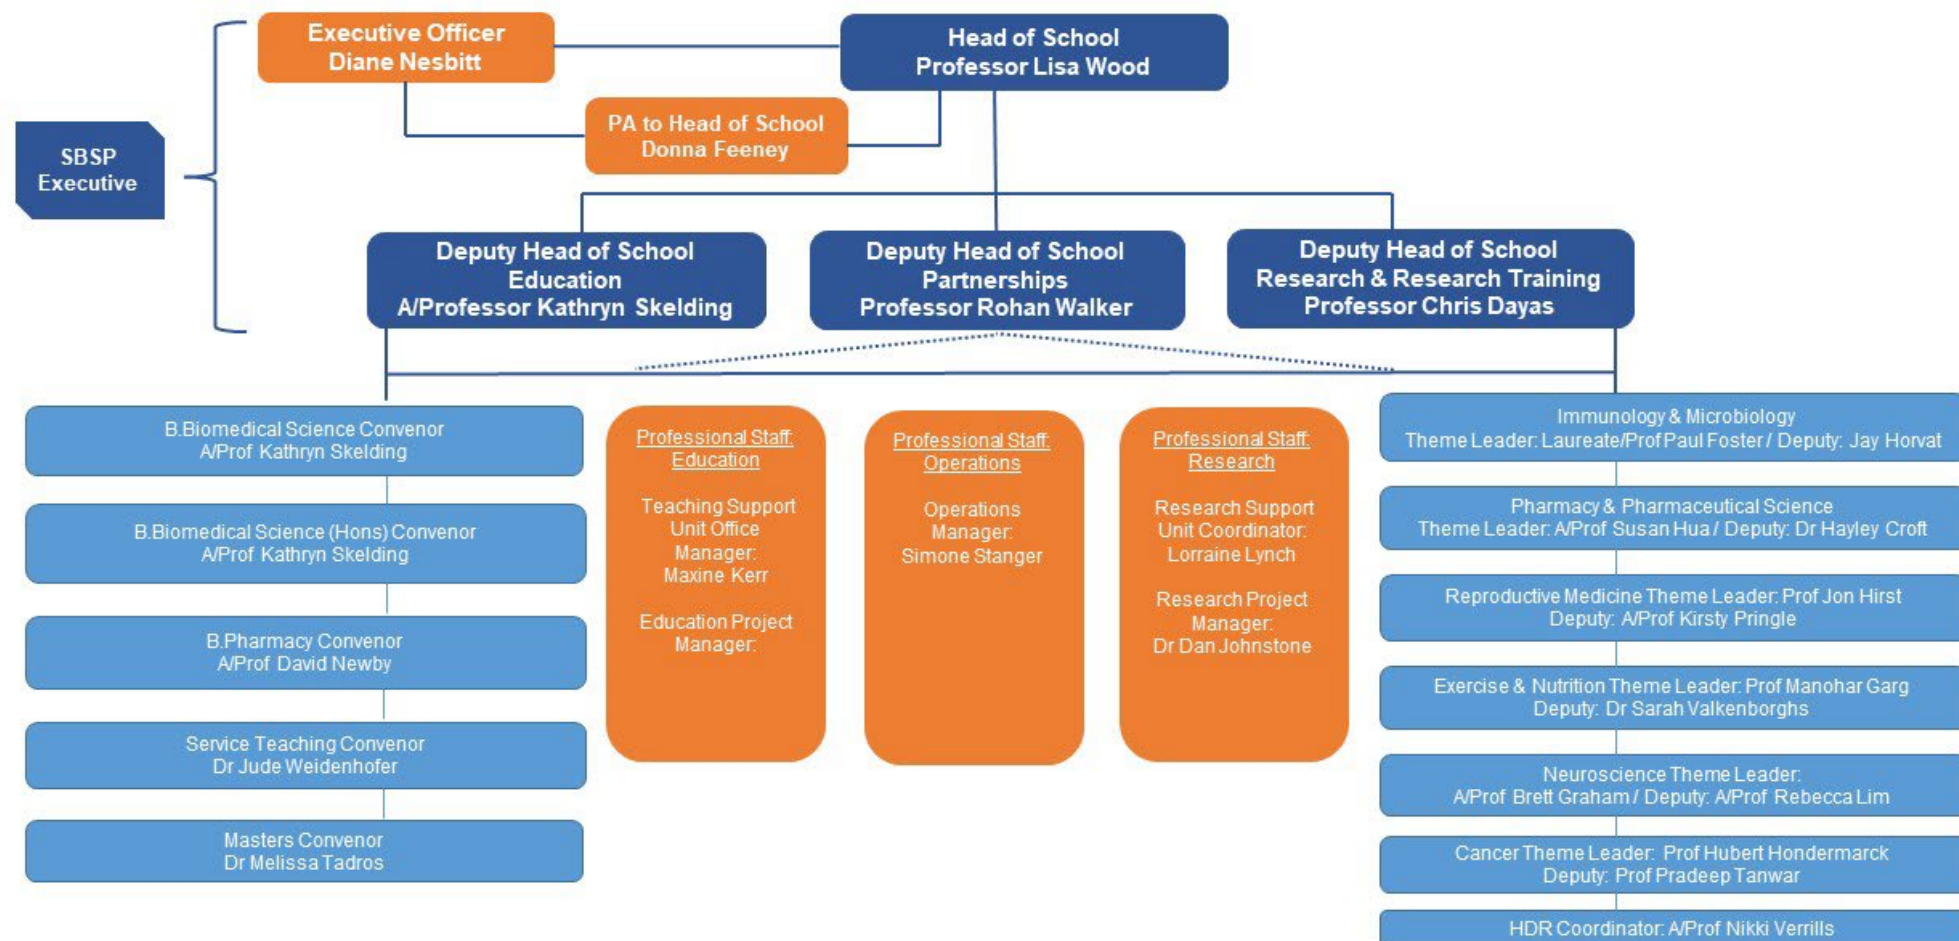 Executive Officer
Diane Nesbitt
Head of School
Professor Lisa Wood
PA to Head of School
Donna Feeney
SBSP
Executive
Deputy Head of School
Education
A/Professor Kathryn Skelding
Deputy Head of School
Partnerships
Professor Rohan Walker
Deputy Head of School
Research & Research Training
Professor Chris Dayas
B.Biomedical Science Convenor
A/Prof Kathryn Skelding
B.Biomedical Science (Hons) Convenor
A/Prof Kathryn Skelding
B.Pharmacy Convenor
A/Prof David Newby
Service Teaching Convenor
Dr Jude Weidenhofer
Masters Convenor
Dr Melissa Tadros
Professional Staff:
Education
Teaching Support
Unit Office
Manager:
Maxine Kerr
Education Project
Manager:
Professional Staff:
Operations
Operations
Manager:
Simone Stanger
Professional Staff:
Research
Research Support
Unit Coordinator:
Lorraine Lynch
Research Project
Manager:
Dr Dan Johnstone
Immunology & Microbiology
Theme Leader: Laureate/Prof Paul Foster / Deputy: Jay Horvat
Pharmacy & Pharmaceutical Science
Theme Leader: A/Prof Susan Hua / Deputy: Dr Hayley Croft
Reproductive Medicine Theme Leader: Prof Jon Hirst
Deputy: A/Prof Kirsty Pringle
Exercise & Nutrition Theme Leader: Prof Manohar Garg
Deputy: Dr Sarah Valkenborghs
Neuroscience Theme Leader:
A/Prof Brett Graham / Deputy: A/Prof Rebecca Lim
Cancer Theme Leader: Prof Hubert Hondermarck
Deputy: Prof Pradeep Tanwar
HDR Coordinator: A/Prof Nikki Verrills